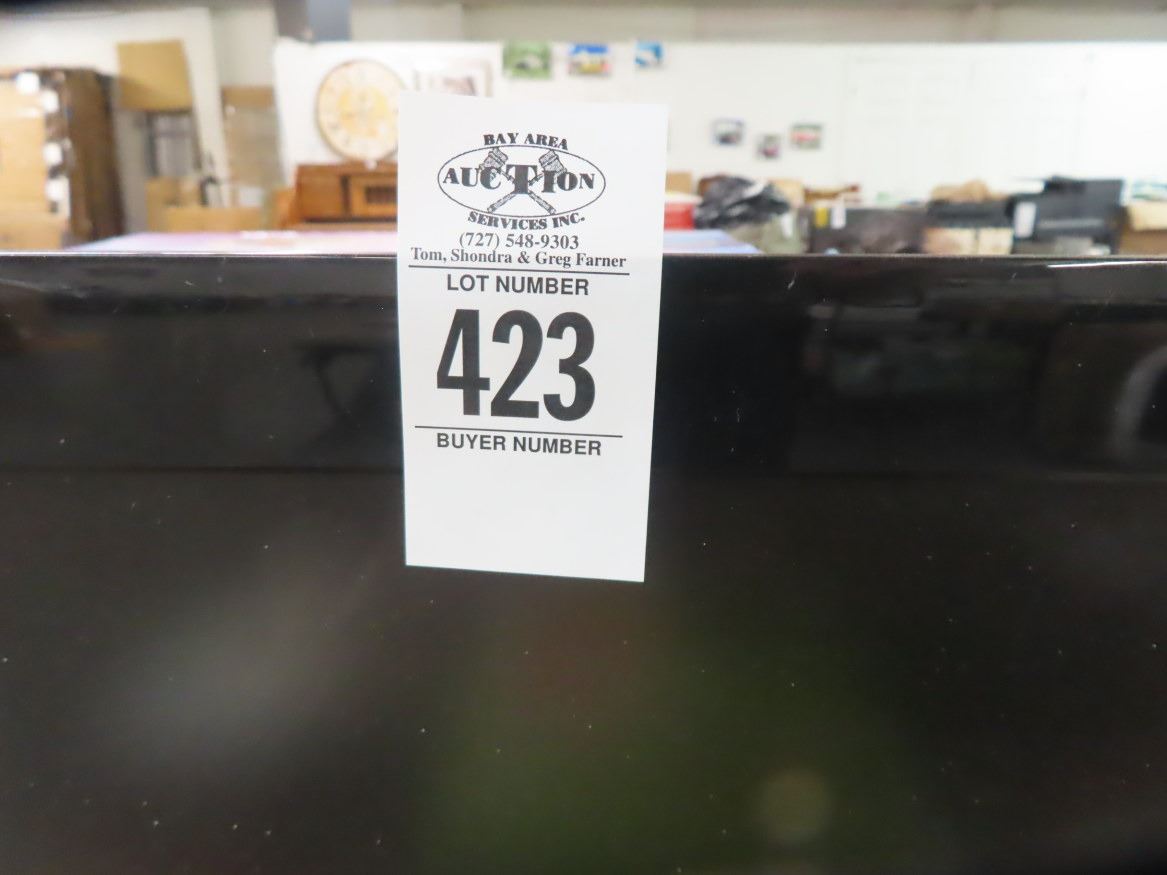 BAY AREA
AUCTION
SERVICES INC.
(727) 548-9303
Tom, Shondra & Greg Farner
LOT NUMBER
423
BUYER NUMBER